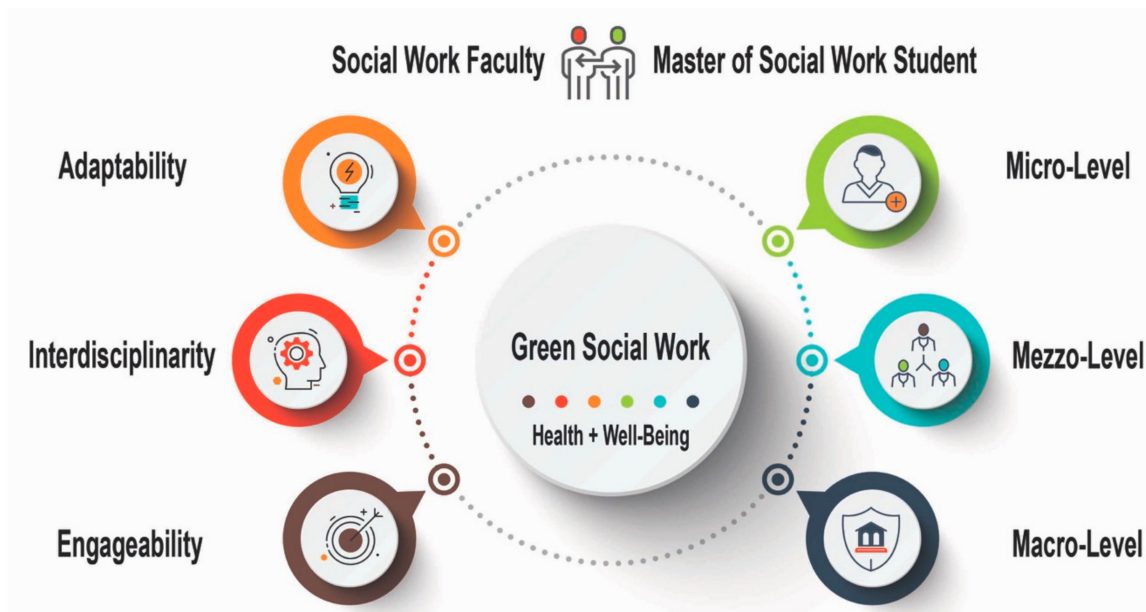 Social Work Faculty
Master of Social Work Student
Adaptability
Micro-Level
Interdisciplinarity
Green Social Work
Health + Well-Being
Mezzo-Level
Engageability
Macro-Level